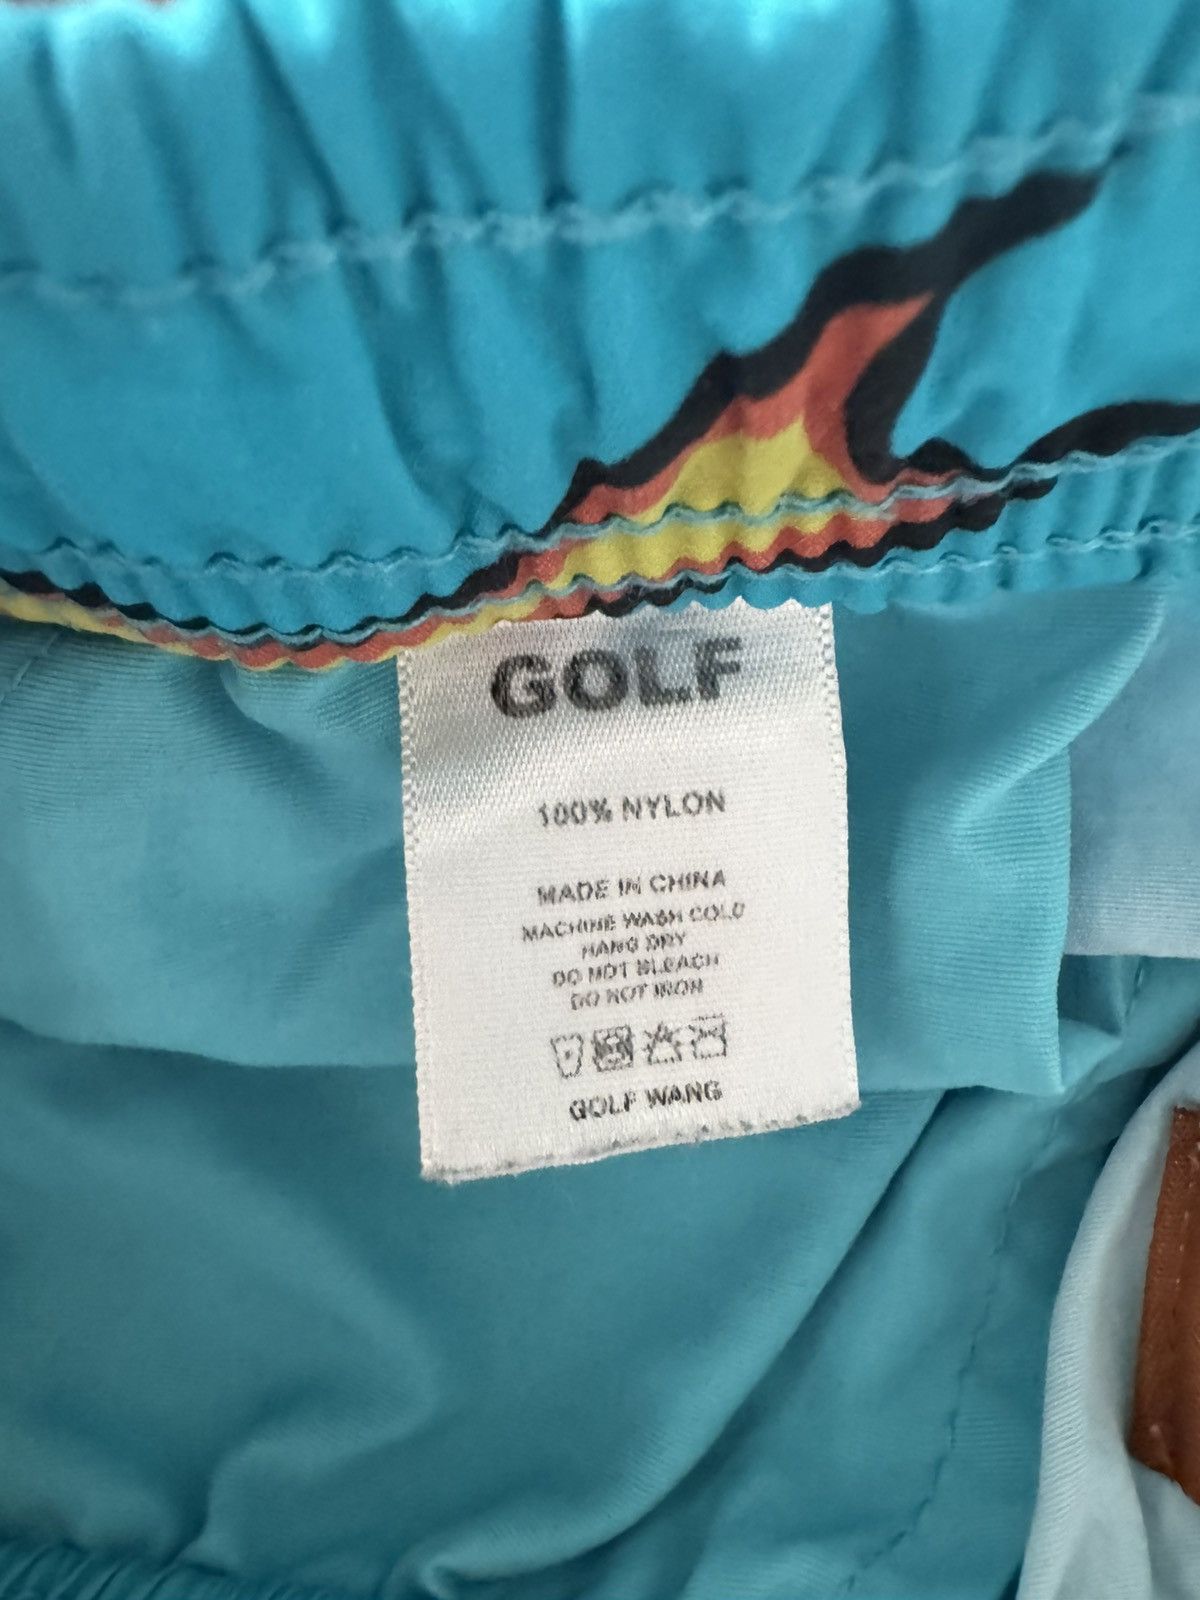 GOLF
100% NYLON
MADE IN CHINA
MACHINE WASH COLD
HANG DRY
DO NOT BLEACH
DO NOT IRON
GOLF WANG